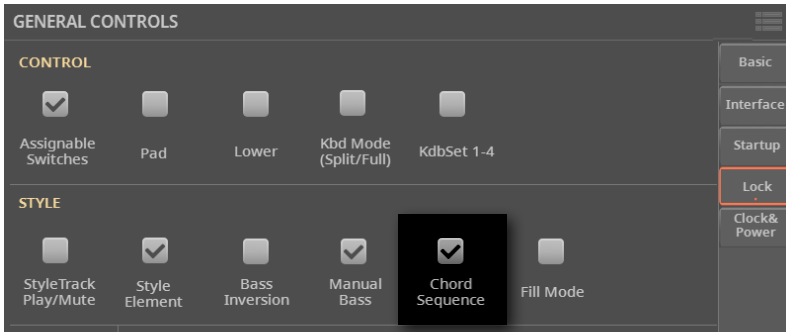 GENERAL CONTROLS
CONTROL
Assignable
Switches
Pad
Lower
Kbd Mode
(Split/Full)
KdbSet 1-4
STYLE
StyleTrack
Play/Mute
Style
Element
Bass
Inversion
Manual
Bass
Chord
Sequence
Fill Mode
Basic
Interface
Startup
Lock
Clock&
Power